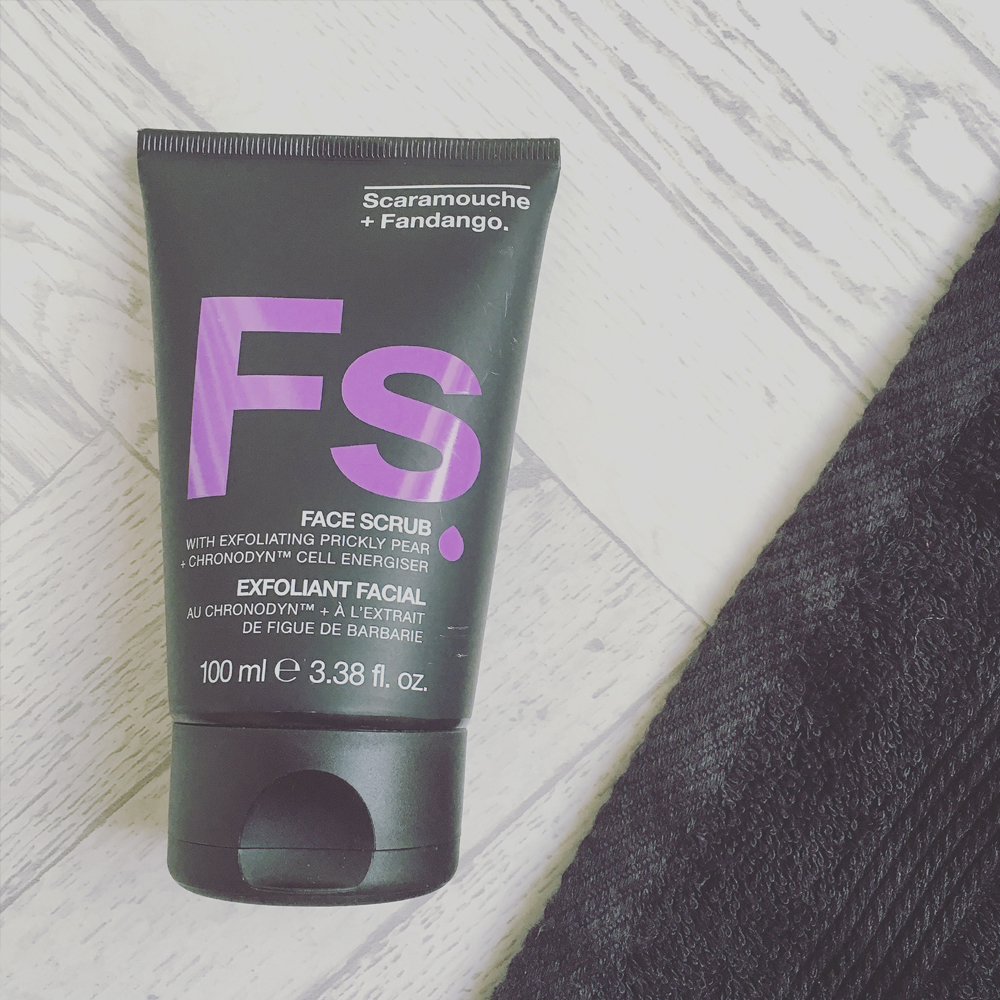 Scaramouche
+ Fandango.
Fs
FACE SCRUB
WITH EXFOLIATING PRICKLY PEAR
+ CHRONODYN™ CELL ENERGISER
EXFOLIANT FACIAL
AU CHRONODYN™ + À L'EXTRAIT
DE FIGUE DE BARBARIE
100 ml ℮ 3.38 fl. oz.